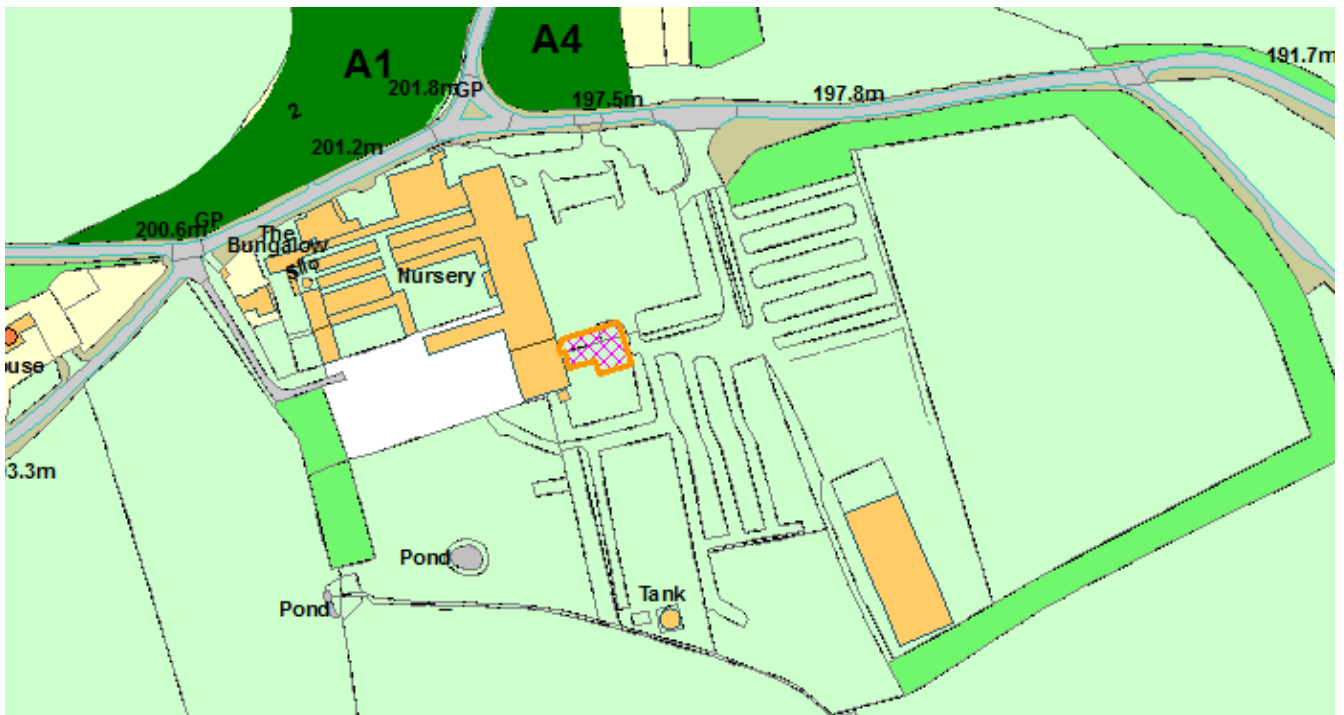 A1
A4
201.8m
GP
197.5m
197.8m
191.7m
2
201.2m
GP
200.6m
The
Bungalow
Silo
Nursery
ouse
3.3m
Pond
Pond
Tank